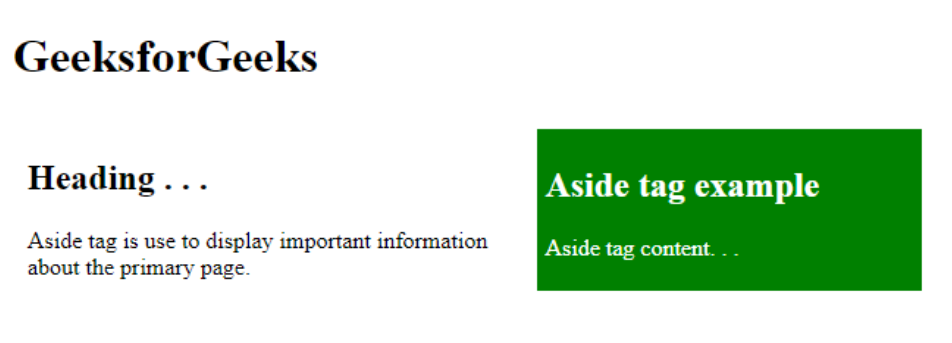 GeeksforGeeks
Heading . . .
Aside tag is use to display important information
about the primary page.
Aside tag example
Aside tag content. . .